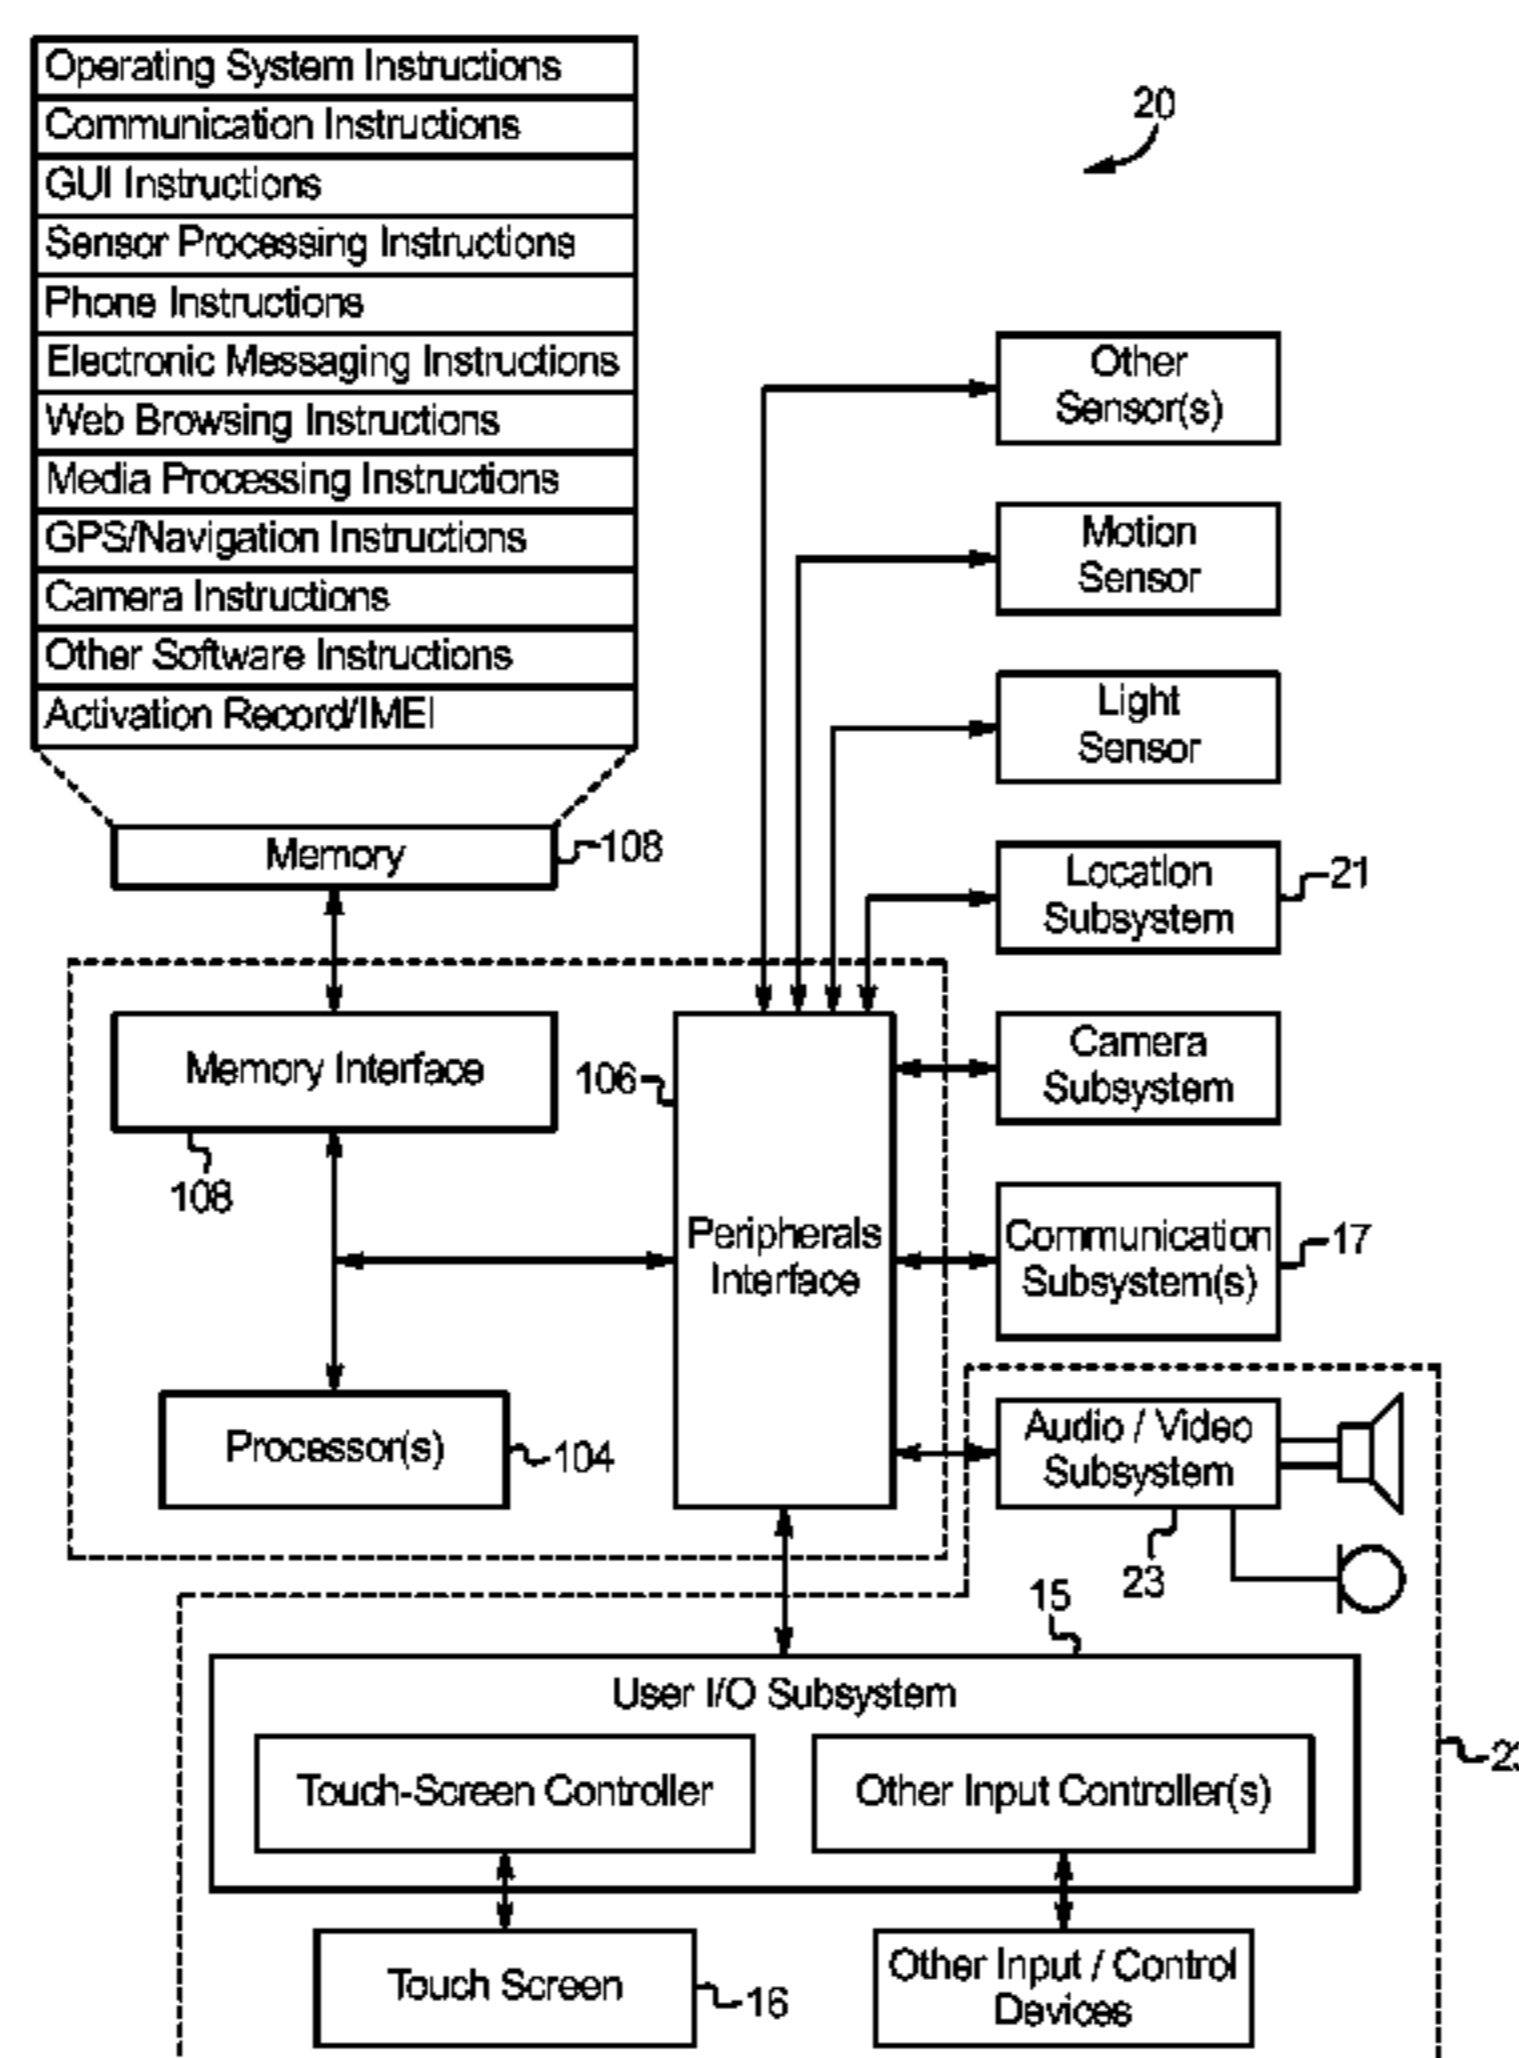 Operating System Instructions
Communication Instructions
GUI Instructions
Sensor Processing Instructions
Phone Instructions
Electronic Messaging Instructions
Web Browsing Instructions
Media Processing Instructions
GPS/Navigation Instructions
Camera Instructions
Other Software Instructions
Activation Record/IMEI
20
Other
Sensor(s)
Motion
Sensor
Light
Sensor
Memory
108
Location
Subsystem
21
Memory Interface
108
106
Peripherals
Interface
Camera
Subsystem
Communication
Subsystem(s)
17
Processor(s)
104
Audio / Video
Subsystem
23
15
User I/O Subsystem
Touch-Screen Controller
Other Input Controller(s)
Touch Screen
16
Other Input / Control
Devices